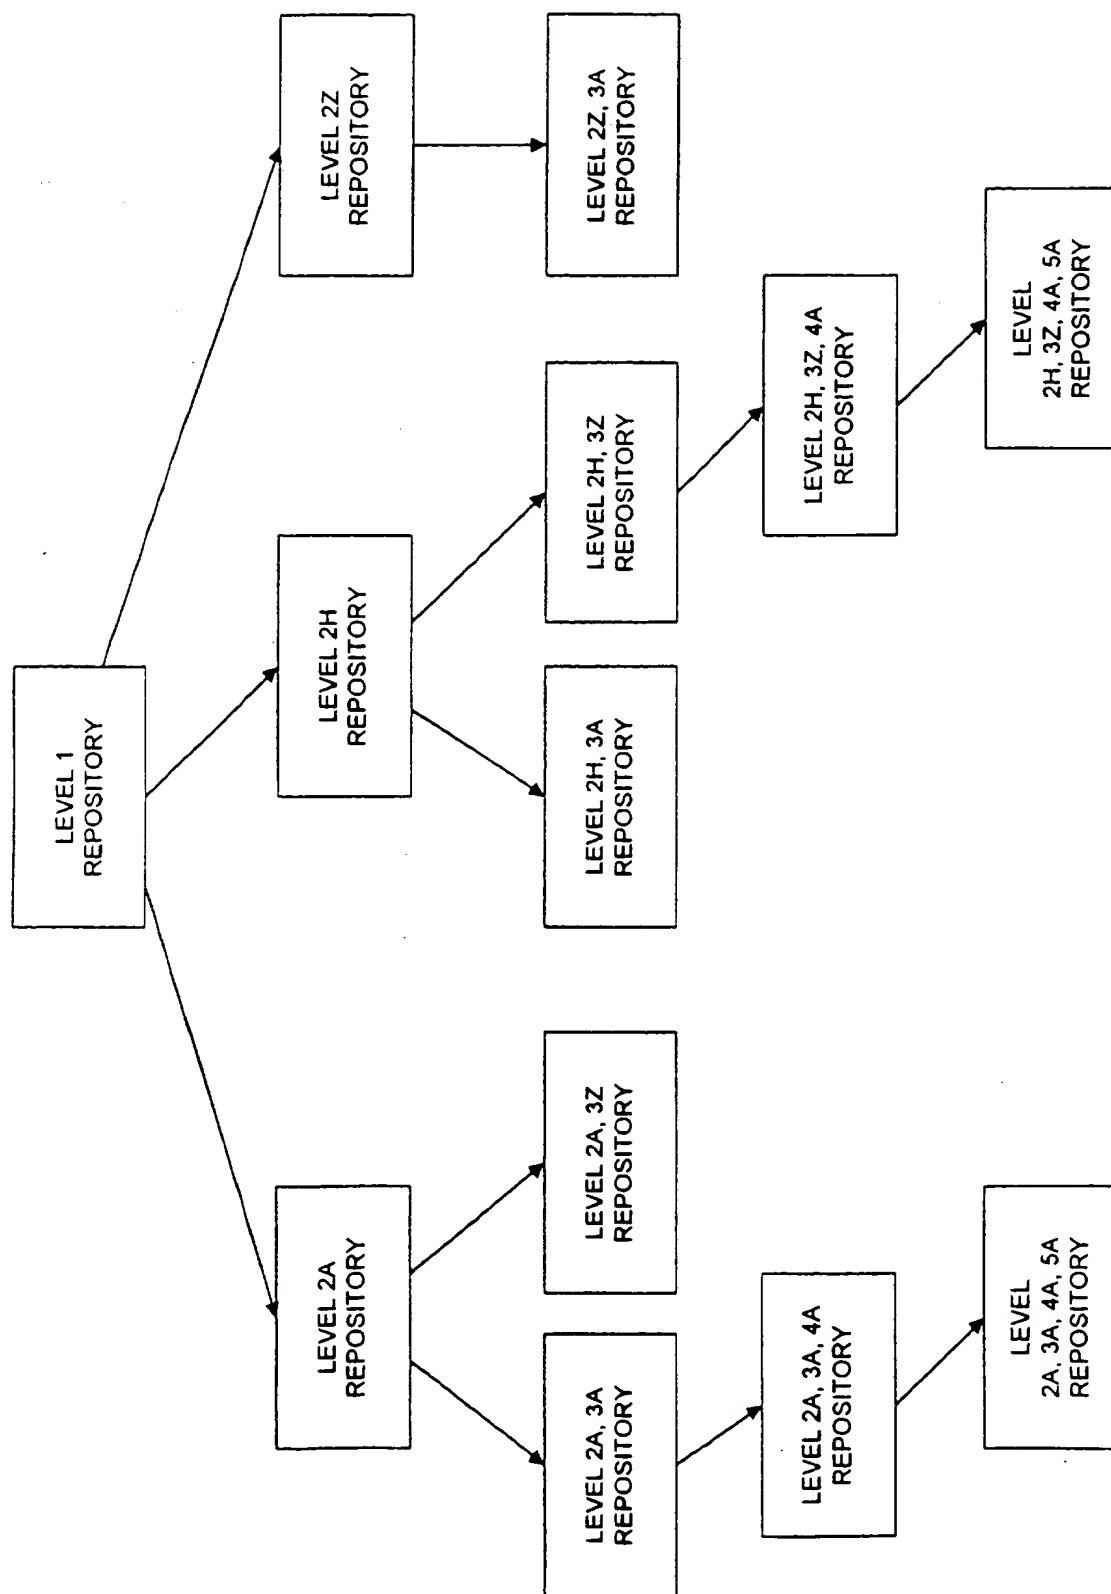 LEVEL 1
REPOSITORY
LEVEL 2A
REPOSITORY
LEVEL 2H
REPOSITORY
LEVEL 2Z
REPOSITORY
LEVEL 2A, 3A
REPOSITORY
LEVEL 2A, 3Z
REPOSITORY
LEVEL 2H, 3A
REPOSITORY
LEVEL 2H, 3Z
REPOSITORY
LEVEL 2Z, 3A
REPOSITORY
LEVEL 2A, 3A, 4A
REPOSITORY
LEVEL 2H, 3Z, 4A
REPOSITORY
LEVEL
2A, 3A, 4A, 5A
REPOSITORY
LEVEL
2H, 3Z, 4A, 5A
REPOSITORY